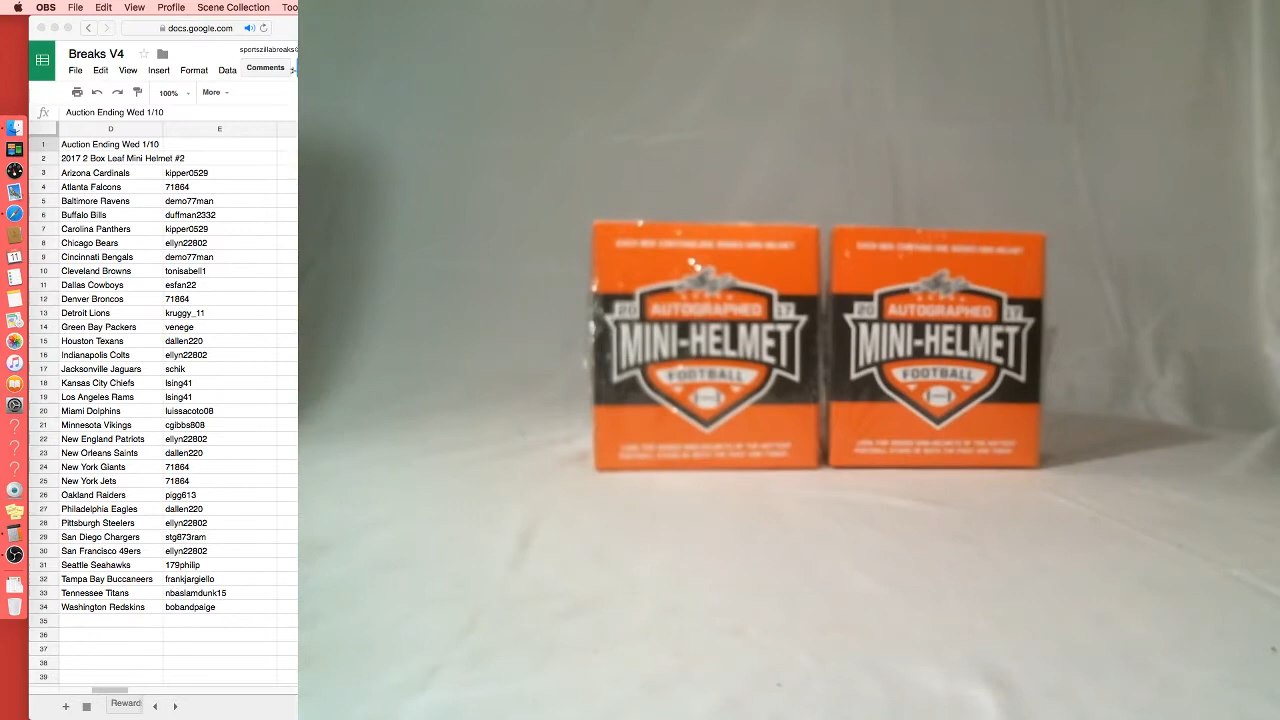 OBS File Edit View Profile Scene Collection Too
docs.google.com
Breaks V4
sportszillabreaks@
File Edit View Insert Format Data
Comments
100% More
fx Auction Ending Wed 1/10
D E
1 Auction Ending Wed 1/10
2 2017 2 Box Leaf Mini Helmet #2
3 Arizona Cardinals kipper0529
4 Atlanta Falcons 71864
5 Baltimore Ravens demo77man
6 Buffalo Bills duffman2332
7 Carolina Panthers kipper0529
8 Chicago Bears ellyn22802
9 Cincinnati Bengals demo77man
10 Cleveland Browns tonisabell1
11 Dallas Cowboys esfan22
12 Denver Broncos 71864
13 Detroit Lions kruggy_11
14 Green Bay Packers venege
15 Houston Texans dallen220
16 Indianapolis Colts ellyn22802
17 Jacksonville Jaguars schik
18 Kansas City Chiefs lsing41
19 Los Angeles Rams lsing41
20 Miami Dolphins luissacoto08
21 Minnesota Vikings cgibbs808
22 New England Patriots ellyn22802
23 New Orleans Saints dallen220
24 New York Giants 71864
25 New York Jets 71864
26 Oakland Raiders pigg613
27 Philadelphia Eagles dallen220
28 Pittsburgh Steelers ellyn22802
29 San Diego Chargers stg873ram
30 San Francisco 49ers ellyn22802
31 Seattle Seahawks 179philip
32 Tampa Bay Buccaneers frankjargiello
33 Tennessee Titans nbaslamdunk15
34 Washington Redskins bobandpaige
35
36
37
38
39
Reward
20 AUTOGRAPHED 17
MINI-HELMET
FOOTBALL
20 AUTOGRAPHED 17
MINI-HELMET
FOOTBALL